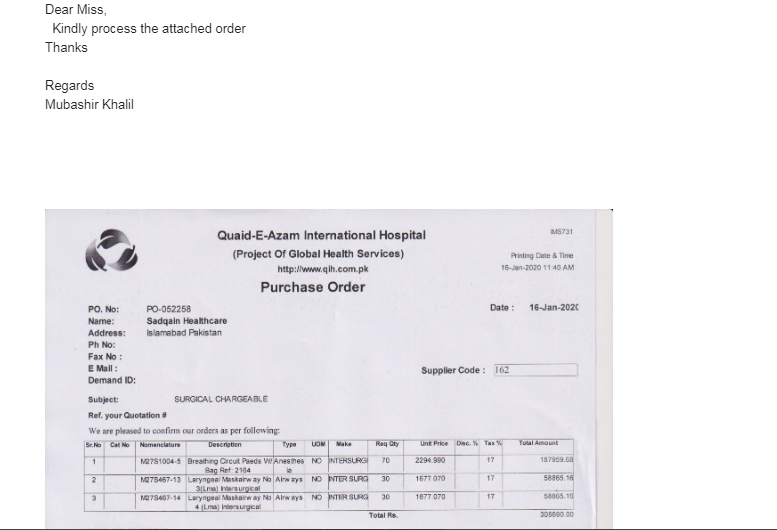 Dear Miss,
Kindly process the attached order
Thanks
Regards
Mubashir Khalil
Quaid-E-Azam International Hospital
IMS731
(Project Of Global Health Services)
Printing Date & Time
http://www.qih.com.pk
16-Jan-2020 11:40 AM
Purchase Order
PO. No: PO-052258 Date : 16-Jan-202
Name: Sadqain Healthcare
Address: Islamabad Pakistan
Ph No:
Fax No :
E Mail : Supplier Code : 162
Demand ID:
Subject: SURGICAL CHARGEABLE
Ref. your Quotation #
We are pleased to confirm our orders as per following:
Sr.No Cat No Nomenclature Description Type UOM Make Req Qty Unit Price Disc. % Tax % Total Amount
1 M27S1004-5 Breathing Circuit Paeds W/ Anesthes NO INTERSURGI 70 2294.990 17 187959.68
Bag Ref: 2164 ia
2 M27S467-13 Laryngeal Maskairw ay No Airw ays NO INTER SURG 30 1677.070 17 58865.16
3(Lma) Intersurgical
3 M27S467-14 Laryngeal Maskairw ay No Airw ays NO INTER SURG 30 1677.070 17 58865.16
4 (Lma) Intersurgical
Total Rs. 305690.00